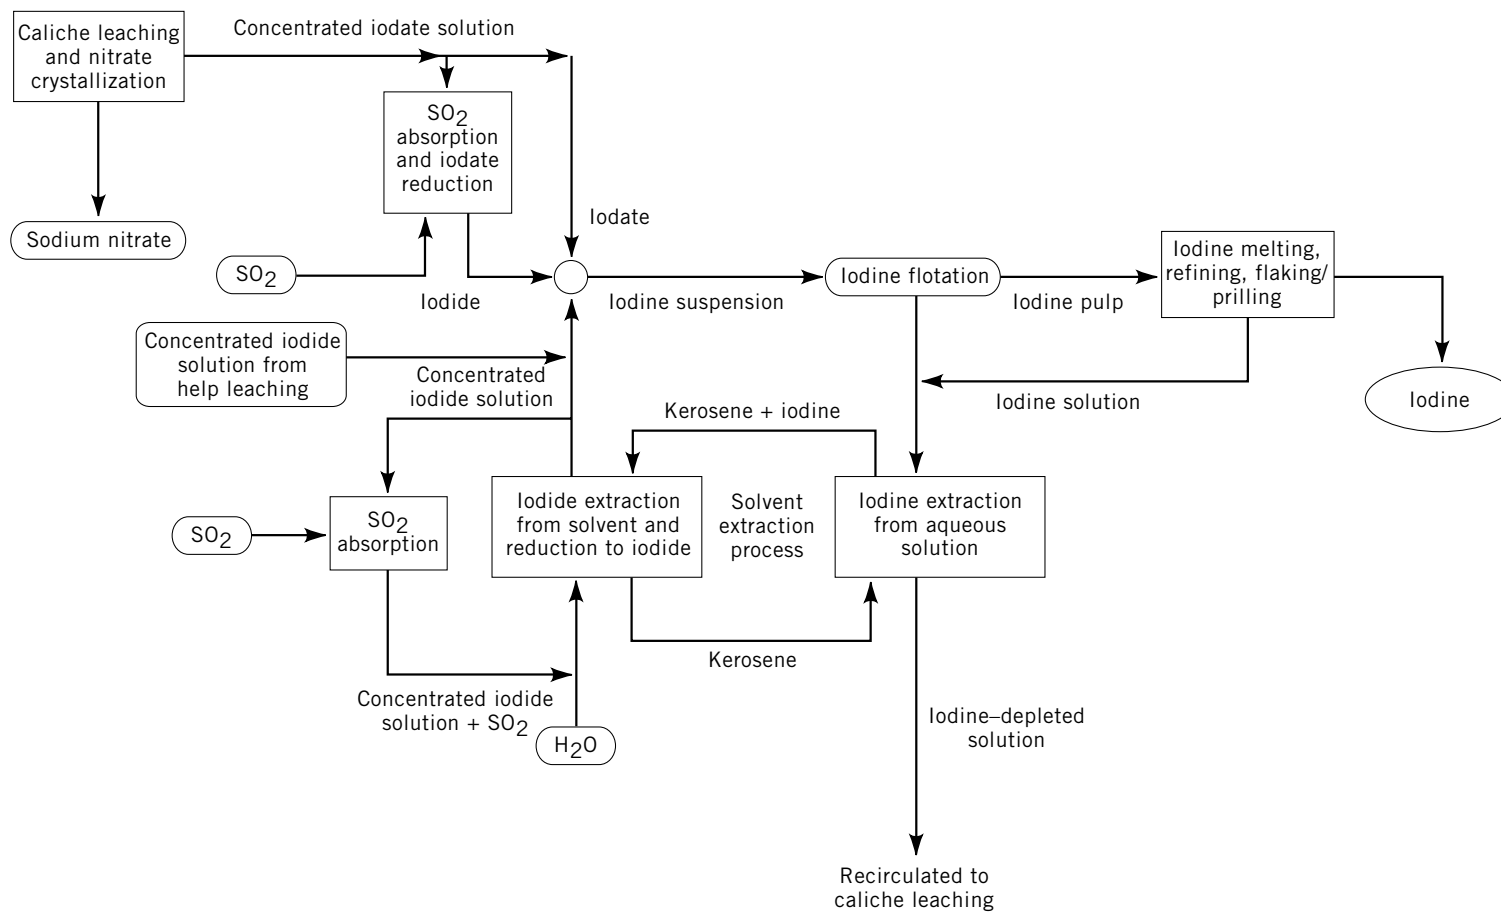 Caliche leaching
and nitrate
crystallization
Concentrated iodate solution
SO2
absorption
and iodate
reduction
Sodium nitrate
SO2
Iodate
Iodide
Iodine suspension
Iodine flotation
Iodine pulp
Iodine melting,
refining, flaking/
prilling
Concentrated iodide
solution from
help leaching
Concentrated
iodide solution
Kerosene + iodine
Iodine solution
Iodine
SO2
SO2
absorption
Iodide extraction
from solvent and
reduction to iodide
Solvent
extraction
process
Iodine extraction
from aqueous
solution
Kerosene
Concentrated iodide
solution + SO2
H2O
Iodine–depleted
solution
Recirculated to
caliche leaching